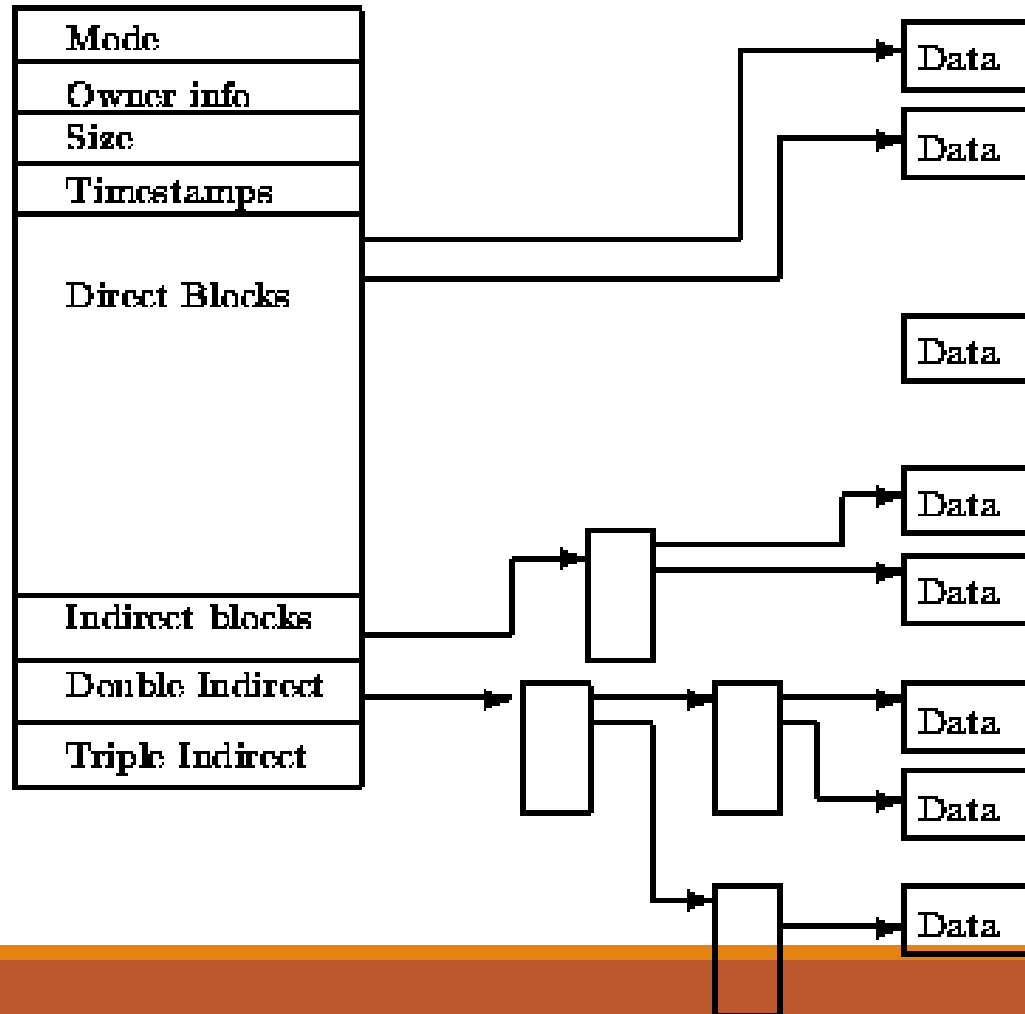 Mode
Owner info
Size
Timestamps
Direct Blocks
Indirect blocks
Double Indirect
Triple Indirect
Data
Data
Data
Data
Data
Data
Data
Data